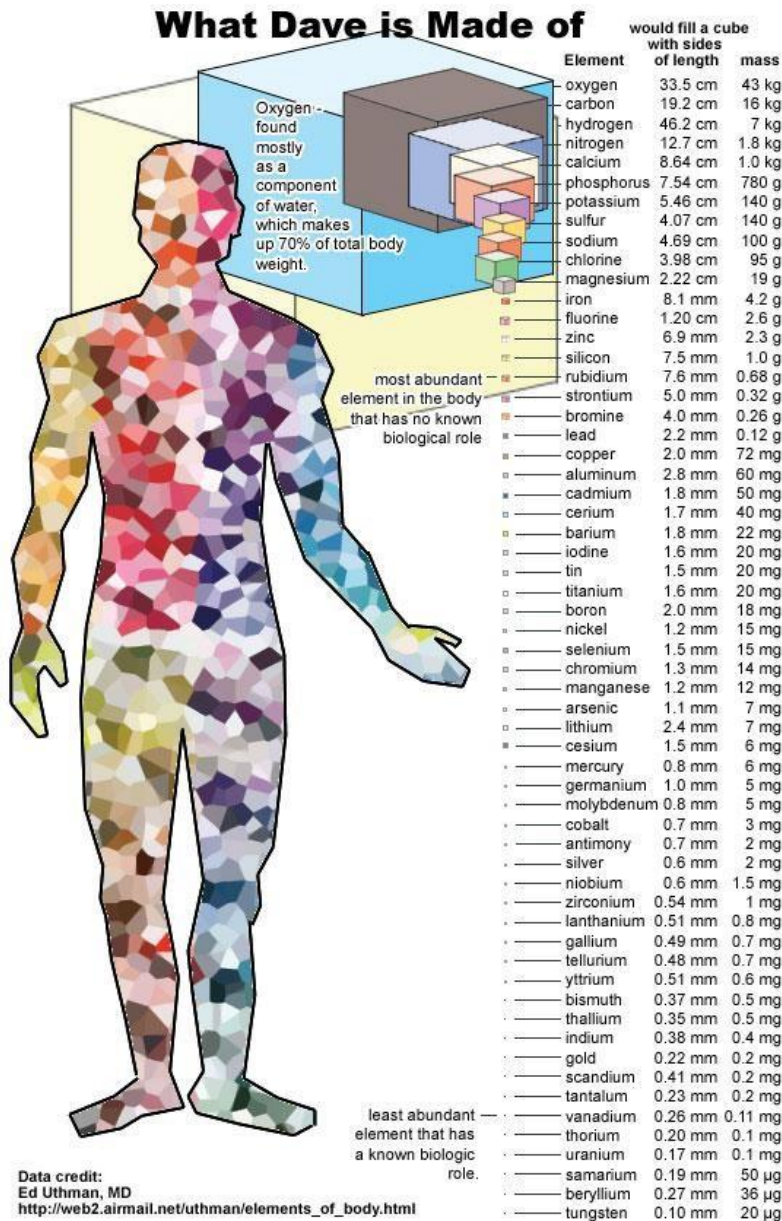 What Dave is Made of
would fill a cube
with sides
Element of length mass
oxygen 33.5 cm 43 kg
carbon 19.2 cm 16 kg
hydrogen 46.2 cm 7 kg
nitrogen 12.7 cm 1.8 kg
calcium 8.64 cm 1.0 kg
phosphorus 7.54 cm 780 g
potassium 5.46 cm 140 g
sulfur 4.07 cm 140 g
sodium 4.69 cm 100 g
chlorine 3.98 cm 95 g
magnesium 2.22 cm 19 g
iron 8.1 mm 4.2 g
fluorine 1.20 cm 2.6 g
zinc 6.9 mm 2.3 g
silicon 7.5 mm 1.0 g
rubidium 7.6 mm 0.68 g
strontium 5.0 mm 0.32 g
bromine 4.0 mm 0.26 g
lead 2.2 mm 0.12 g
copper 2.0 mm 72 mg
aluminum 2.8 mm 60 mg
cadmium 1.8 mm 50 mg
cerium 1.7 mm 40 mg
barium 1.8 mm 22 mg
iodine 1.6 mm 20 mg
tin 1.5 mm 20 mg
titanium 1.6 mm 20 mg
boron 2.0 mm 18 mg
nickel 1.2 mm 15 mg
selenium 1.5 mm 15 mg
chromium 1.3 mm 14 mg
manganese 1.2 mm 12 mg
arsenic 1.1 mm 7 mg
lithium 2.4 mm 7 mg
cesium 1.5 mm 6 mg
mercury 0.8 mm 6 mg
germanium 1.0 mm 5 mg
molybdenum 0.8 mm 5 mg
cobalt 0.7 mm 3 mg
antimony 0.7 mm 2 mg
silver 0.6 mm 2 mg
niobium 0.6 mm 1.5 mg
zirconium 0.54 mm 1 mg
lanthanium 0.51 mm 0.8 mg
gallium 0.49 mm 0.7 mg
tellurium 0.48 mm 0.7 mg
yttrium 0.51 mm 0.6 mg
bismuth 0.37 mm 0.5 mg
thallium 0.35 mm 0.5 mg
indium 0.38 mm 0.4 mg
gold 0.22 mm 0.2 mg
scandium 0.41 mm 0.2 mg
tantalum 0.23 mm 0.2 mg
vanadium 0.26 mm 0.11 mg
thorium 0.20 mm 0.1 mg
uranium 0.17 mm 0.1 mg
samarium 0.19 mm 50 µg
beryllium 0.27 mm 36 µg
tungsten 0.10 mm 20 µg
Oxygen -
found
mostly
as a
component
of water,
which makes
up 70% of total body
weight.
most abundant
element in the body
that has no known
biological role
least abundant
element that has
a known biologic
role.
Data credit:
Ed Uthman, MD
http://web2.airmail.net/uthman/elements_of_body.html